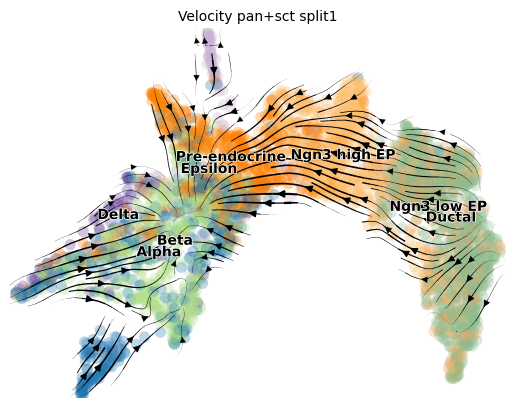 Velocity pan+sct split1
Pre-endocrine
Ngn3 high EP
Epsilon
Ngn3 low EP
Delta
Ductal
Beta
Alpha